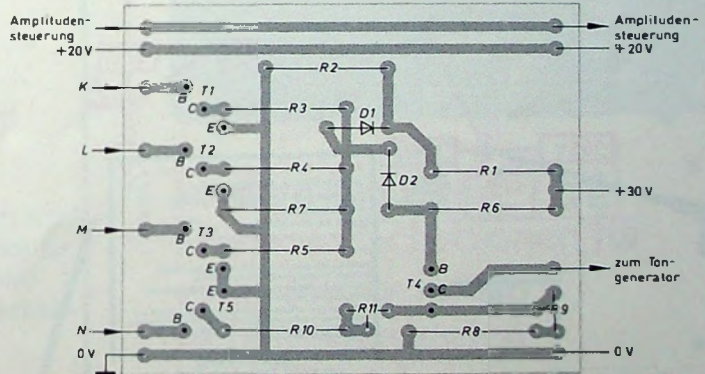 Amplituden-
steuerung
Amplituden-
steuerung
+20 V
+20 V
R2
K
B
T1
C
R3
D1
E
L
B
T2
C
R4
D2
R1
E
+30 V
R7
R6
M
B
T3
C
R5
E
B
zum Ton-
generator
E
T4
C
C
T5
R11
R9
N
B
R10
R8
0 V
0 V